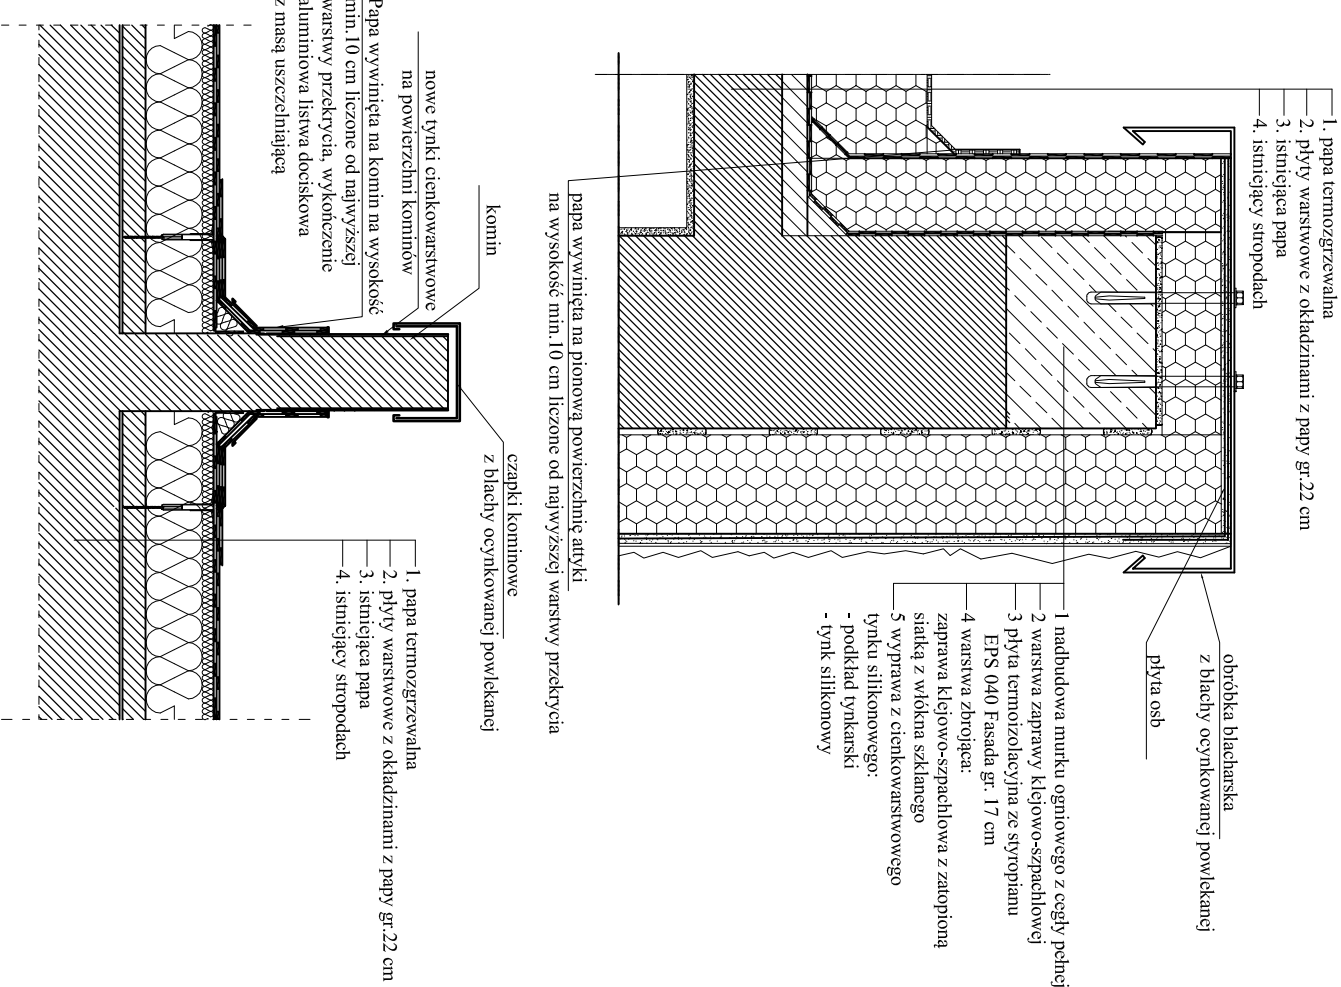 1. papa termozgrzewalna
2. płyty warstwowe z okładzinami z papy gr.22 cm
3. istniejąca papa
4. istniejący stropodach
obróbka blacharska
z blachy ocynkowanej powlekanej
płyta osb
1 nadbudowa murku ogniowego z cegły pełnej
2 warstwa zaprawy klejowo-szpachlowej
3 płyta termoizolacyjna ze styropianu
EPS 040 Fasada gr. 17 cm
4 warstwa zbrojąca:
zaprawa klejowo-szpachlowa z zatopioną
siatką z włókna szklanego
5 wyprawa z cienkowarstwowego
tynku silikonowego:
- podkład tynkarski
- tynk silikonowy
papa wywinięta na pionową powierzchnię attyki
na wysokość min.10 cm liczone od najwyższej warstwy przekrycia
komin
nowe tynki cienkowarstwowe
na powierzchni kominów
Papa wywinięta na komin na wysokość
min.10 cm liczone od najwyższej
warstwy przekrycia, wykończenie
aluminiowa listwa dociskowa
z masą uszczelniającą
czapki kominowe
z blachy ocynkowanej powlekanej
1. papa termozgrzewalna
2. płyty warstwowe z okładzinami z papy gr.22 cm
3. istniejąca papa
4. istniejący stropodach